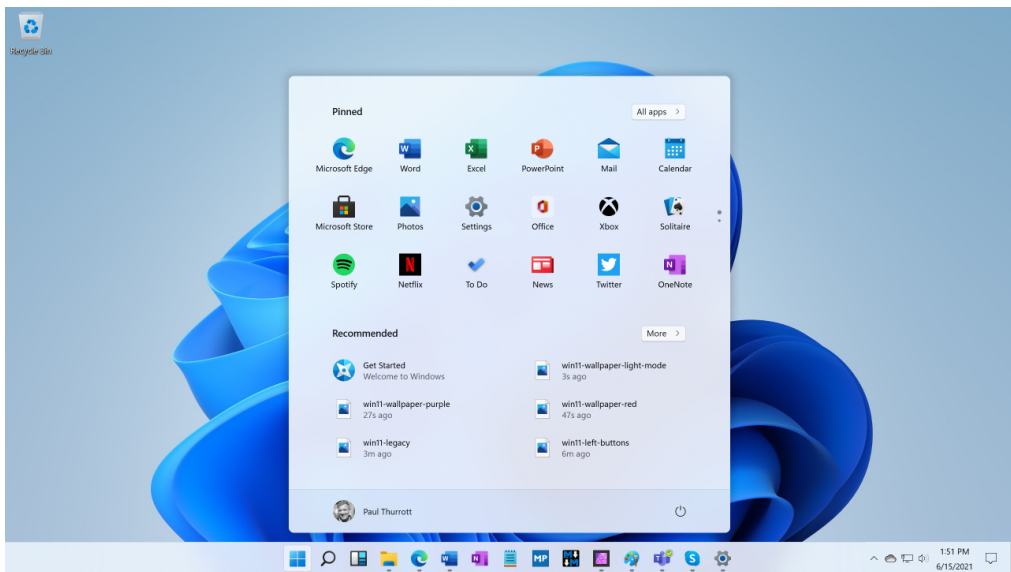 Recycle Bin
Pinned
All apps
Microsoft Edge
Word
Excel
PowerPoint
Mail
Calendar
Microsoft Store
Photos
Settings
Office
Xbox
Solitaire
Spotify
Netflix
To Do
News
Twitter
OneNote
Recommended
More
Get Started
Welcome to Windows
win11-wallpaper-light-mode
3s ago
win11-wallpaper-purple
27s ago
win11-wallpaper-red
47s ago
win11-legacy
3m ago
win11-left-buttons
6m ago
Paul Thurrott
MP
1:51 PM
6/15/2021